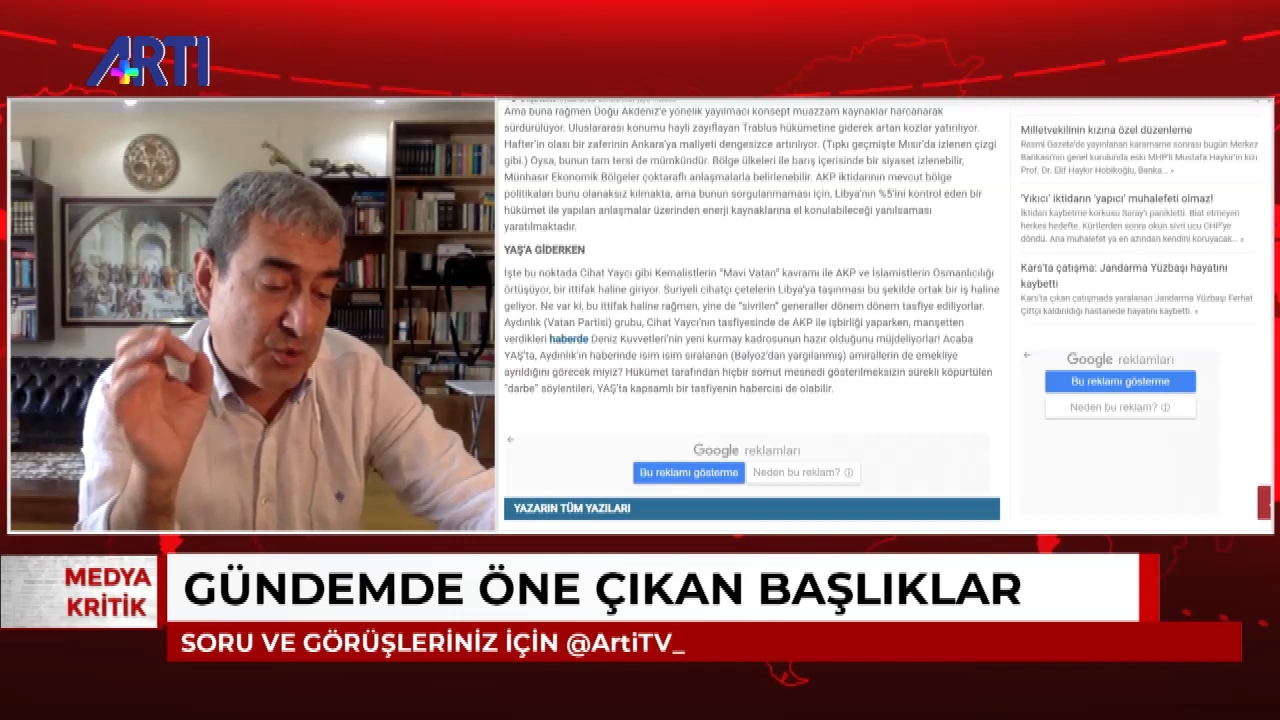 ARTI
Ama buna rağmen Doğu Akdeniz'e yönelik yayılmacı konsept muazzam kaynaklar harcanarak
sürdürülüyor. Uluslararası konumu hayli zayıflayan Trablus hükümetine giderek artan kozlar yatırılıyor.
Hafter'in olası bir zaferinin Ankara'ya maliyeti dengesizce artırılıyor. (Tıpkı geçmişte Mısır'da izlenen çizgi
gibi.) Oysa, bunun tam tersi de mümkündür. Bölge ülkeleri ile barış içerisinde bir siyaset izlenebilir,
Münhasır Ekonomik Bölgeler çoktaraflı anlaşmalarla belirlenebilir. AKP iktidarının mevcut bölge
politikaları bunu olanaksız kılmakta, ama bunun sorgulanmaması için, Libya'nın %5'ini kontrol eden bir
hükümet ile yapılan anlaşmalar üzerinden enerji kaynaklarına el konulabileceği yanılsaması
yaratılmaktadır.
YAŞ'A GİDERKEN
İşte bu noktada Cihat Yaycı gibi Kemalistlerin "Mavi Vatan" kavramı ile AKP ve İslamistlerin Osmanlıcılığı
örtüşüyor, bir ittifak haline giriyor. Suriyeli cihatçı çetelerin Libya'ya taşınması bu şekilde ortak bir iş haline
geliyor. Ne var ki, bu ittifak haline rağmen, yine de "sivrilen" generaller dönem dönem tasfiye ediliyorlar.
Aydınlık (Vatan Partisi) grubu, Cihat Yaycı'nın tasfiyesinde de AKP ile işbirliği yaparken, manşetten
verdikleri haberde Deniz Kuvvetleri'nin yeni kurmay kadrosunun hazır olduğunu müjdeliyorlar! Acaba
YAŞ'ta, Aydınlık'ın haberinde isim isim sıralanan (Balyoz'dan yargılanmış) amirallerin de emekliye
ayrıldığını görecek miyiz? Hükümet tarafından hiçbir somut mesnedi gösterilmeksizin sürekli köpürtülen
"darbe" söylentileri, YAŞ'ta kapsamlı bir tasfiyenin habercisi de olabilir.
Google reklamları
Bu reklamı gösterme Neden bu reklam?
YAZARIN TÜM YAZILARI
Milletvekilinin kızına özel düzenleme
Resmi Gazete'de yayınlanan kararname sonrası bugün Merkez
Bankası'nın genel kurulunda eski MHP'li Mustafa Haykır'ın kızı
Prof. Dr. Elif Haykır Hobikoğlu, Banka... »
'Yıkıcı' iktidarın 'yapıcı' muhalefeti olmaz!
İktidarı kaybetme korkusu Saray'ı panikletti. Biat etmeyen
herkes hedefte. Kürtlerden sonra okun sivri ucu CHP'ye
döndü. Ana muhalefet ya en azından kendini koruyacak... »
Kars'ta çatışma: Jandarma Yüzbaşı hayatını
kaybetti
Kars'ta çıkan çatışmada yaralanan Jandarma Yüzbaşı Ferhat
Çiftçi kaldırıldığı hastanede hayatını kaybetti. »
Google reklamları
Bu reklamı gösterme
Neden bu reklam?
MEDYA
KRİTİK
GÜNDEMDE ÖNE ÇIKAN BAŞLIKLAR
SORU VE GÖRÜŞLERİNİZ İÇİN @ArtiTV_